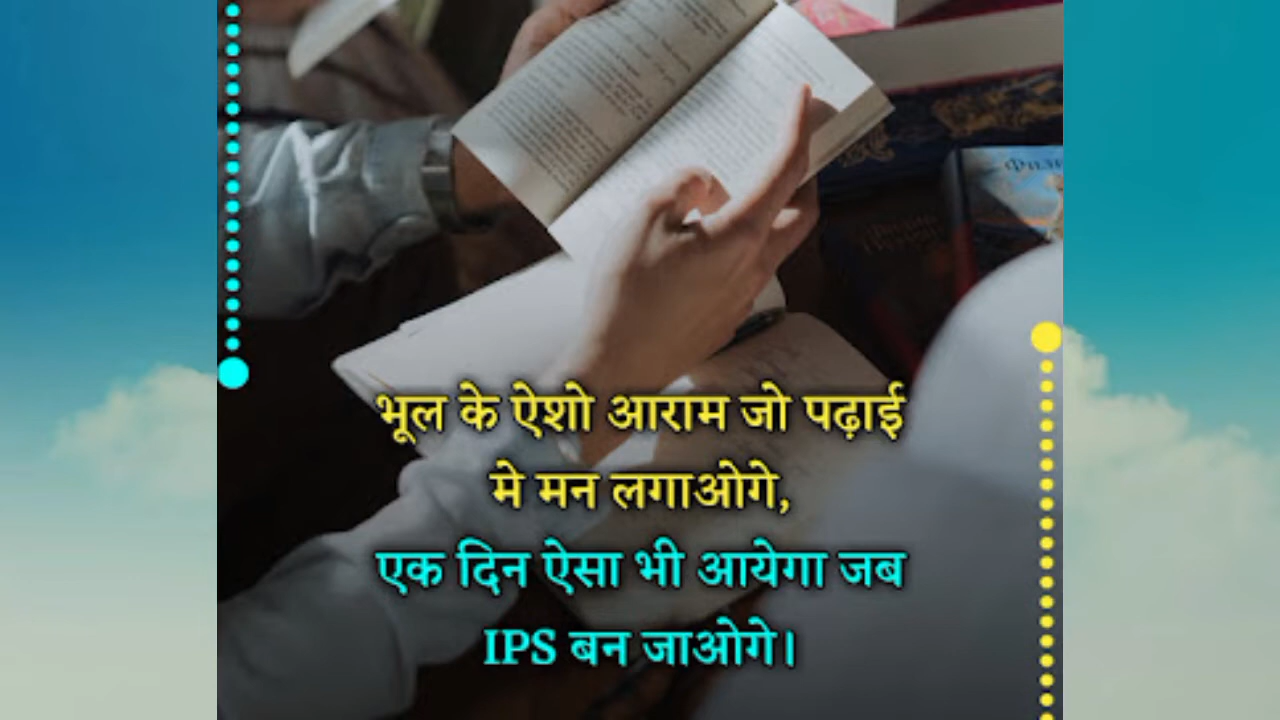 भूल के ऐशो आराम जो पढ़ाई
मे मन लगाओगे,
एक दिन ऐसा भी आयेगा जब
IPS बन जाओगे।